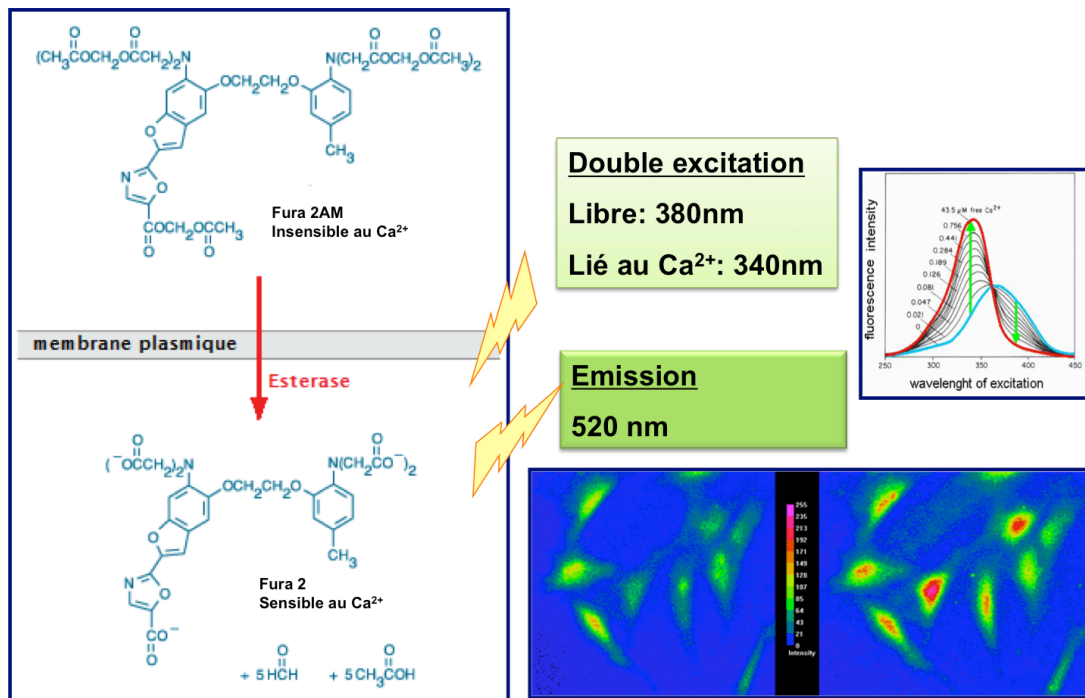 (CH₃COCH₂OCCH₂)₂N
O O
N(CH₂COCH₂OCCH₃)₂
O O
OCH₂CH₂O
O
CH₃
N
O
COCH₂OCCH₃
O O
Fura 2AM
Insensible au Ca²⁺
membrane plasmique
Esterase
(⁻OCCH₂)₂N
O
N(CH₂CO⁻)₂
O
OCH₂CH₂O
O
CH₃
N
O
CO⁻
O
Fura 2
Sensible au Ca²⁺
+ 5HCH + 5CH₃COH
O O
Double excitation
Libre: 380nm
Lié au Ca²⁺: 340nm
Emission
520 nm
fluorescence intensity
43.5 µM free Ca²⁺
0.756
0.441
0.284
0.189
0.126
0.081
0.047
0.021
0
250 300 350 400 450
wavelenght of excitation
255
235
213
192
171
149
128
107
85
64
43
21
0
Intensity